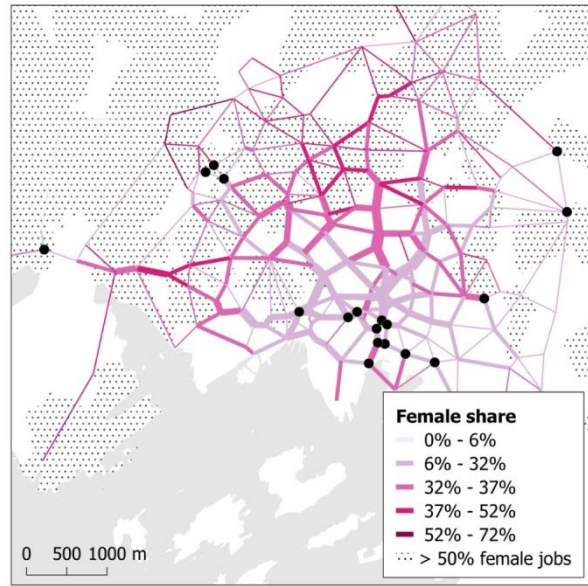 Female share
0% - 6%
6% - 32%
32% - 37%
37% - 52%
52% - 72%
> 50% female jobs
0 500 1000 m